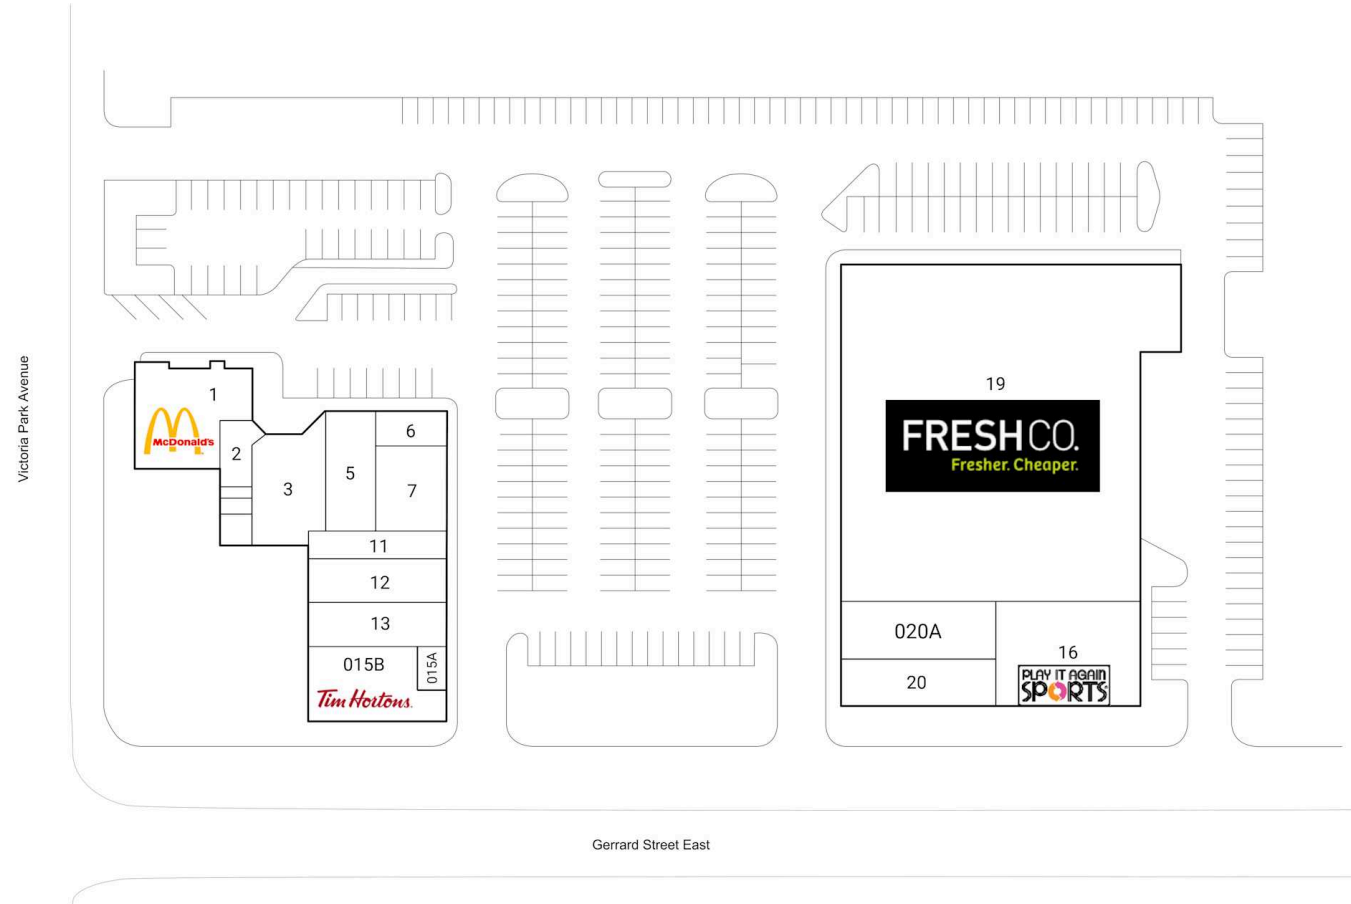 Victoria Park Avenue
1
McDonald's
2
3
5
6
7
11
12
13
015B
015A
Tim Hortons.
19
FRESHCO.
Fresher. Cheaper.
020A
20
16
PLAY IT AGAIN
SPORTS
Gerrard Street East